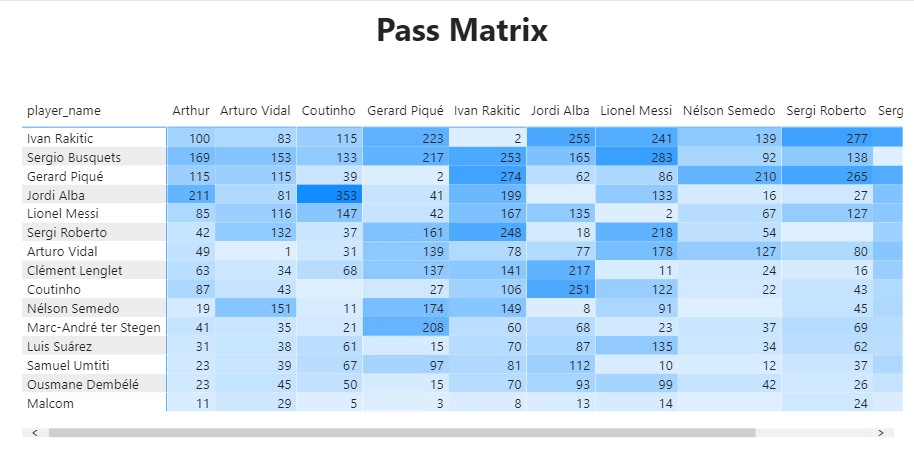 Pass Matrix
player_name Arthur Arturo Vidal Coutinho Gerard Piqué Ivan Rakitic Jordi Alba Lionel Messi Nélson Semedo Sergi Roberto Serg
Ivan Rakitic 100 83 115 223 2 255 241 139 277
Sergio Busquets 169 153 133 217 253 165 283 92 138
Gerard Piqué 115 115 39 2 274 62 86 210 265
Jordi Alba 211 81 353 41 199 133 16 27
Lionel Messi 85 116 147 42 167 135 2 67 127
Sergi Roberto 42 132 37 161 248 18 218 54
Arturo Vidal 49 1 31 139 78 77 178 127 80
Clément Lenglet 63 34 68 137 141 217 11 24 16
Coutinho 87 43 27 106 251 122 22 43
Nélson Semedo 19 151 11 174 149 8 91 45
Marc-André ter Stegen 41 35 21 208 60 68 23 37 69
Luis Suárez 31 38 61 15 70 87 135 34 62
Samuel Umtiti 23 39 67 97 81 112 10 12 37
Ousmane Dembélé 23 45 50 15 70 93 99 42 26
Malcom 11 29 5 3 8 13 14 24